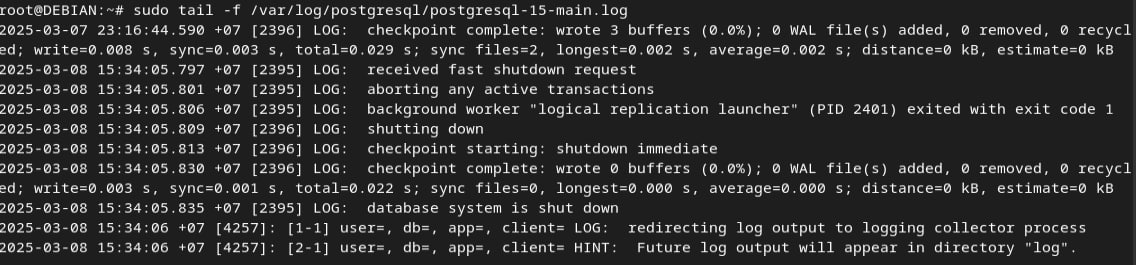 root@DEBIAN:~# sudo tail -f /var/log/postgresql/postgresql-15-main.log
2025-03-07 23:16:44.590 +07 [2396] LOG:  checkpoint complete: wrote 3 buffers (0.0%); 0 WAL file(s) added, 0 removed, 0 recycl
ed; write=0.008 s, sync=0.003 s, total=0.029 s; sync files=2, longest=0.002 s, average=0.002 s; distance=0 kB, estimate=0 kB
2025-03-08 15:34:05.797 +07 [2395] LOG:  received fast shutdown request
2025-03-08 15:34:05.801 +07 [2395] LOG:  aborting any active transactions
2025-03-08 15:34:05.806 +07 [2395] LOG:  background worker "logical replication launcher" (PID 2401) exited with exit code 1
2025-03-08 15:34:05.809 +07 [2396] LOG:  shutting down
2025-03-08 15:34:05.813 +07 [2396] LOG:  checkpoint starting: shutdown immediate
2025-03-08 15:34:05.830 +07 [2396] LOG:  checkpoint complete: wrote 0 buffers (0.0%); 0 WAL file(s) added, 0 removed, 0 recycl
ed; write=0.003 s, sync=0.001 s, total=0.022 s; sync files=0, longest=0.000 s, average=0.000 s; distance=0 kB, estimate=0 kB
2025-03-08 15:34:05.835 +07 [2395] LOG:  database system is shut down
2025-03-08 15:34:06 +07 [4257]: [1-1] user=, db=, app=, client= LOG:  redirecting log output to logging collector process
2025-03-08 15:34:06 +07 [4257]: [2-1] user=, db=, app=, client= HINT:  Future log output will appear in directory "log".